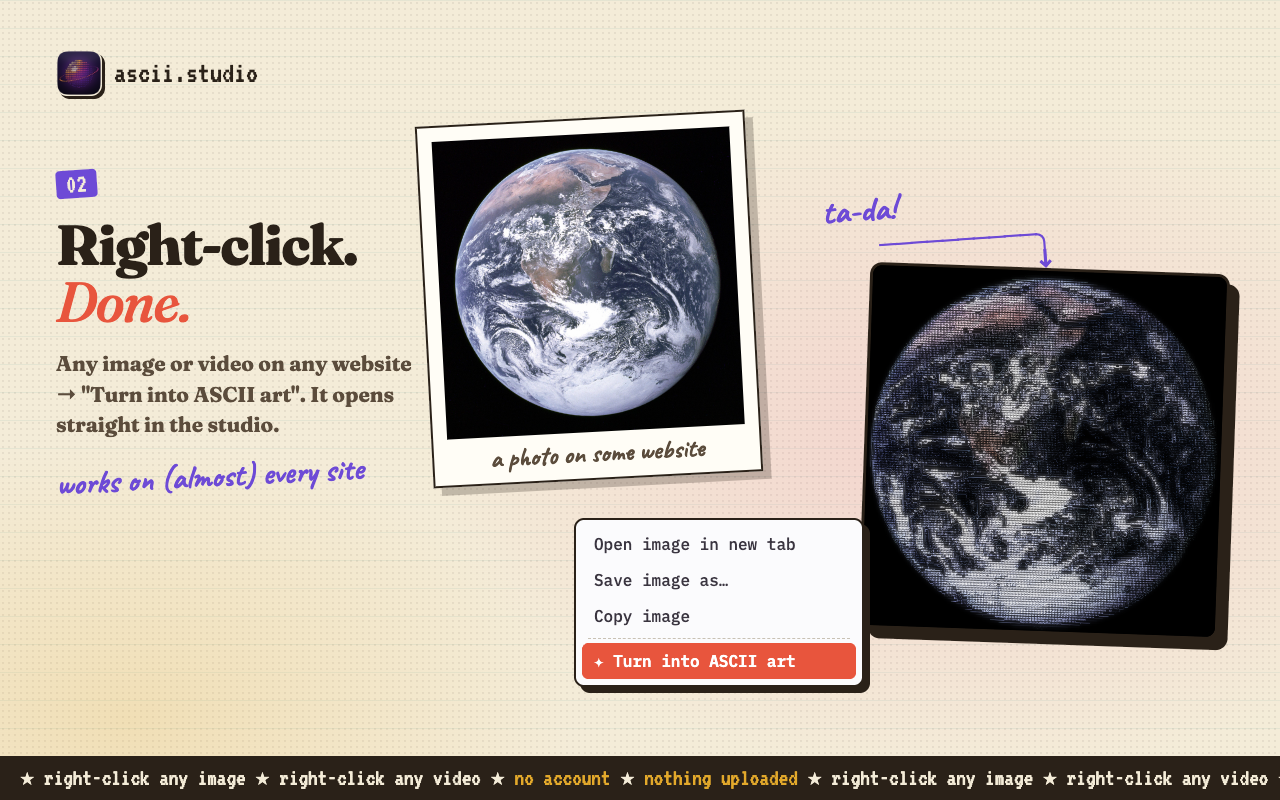 ascii.studio
02
Right-click.
Done.
Any image or video on any website
→ "Turn into ASCII art". It opens
straight in the studio.
works on (almost) every site
a photo on some website
ta-da!
Open image in new tab
Save image as…
Copy image
✦ Turn into ASCII art
★ right-click any image ★ right-click any video ★ no account ★ nothing uploaded ★ right-click any image ★ right-click any video